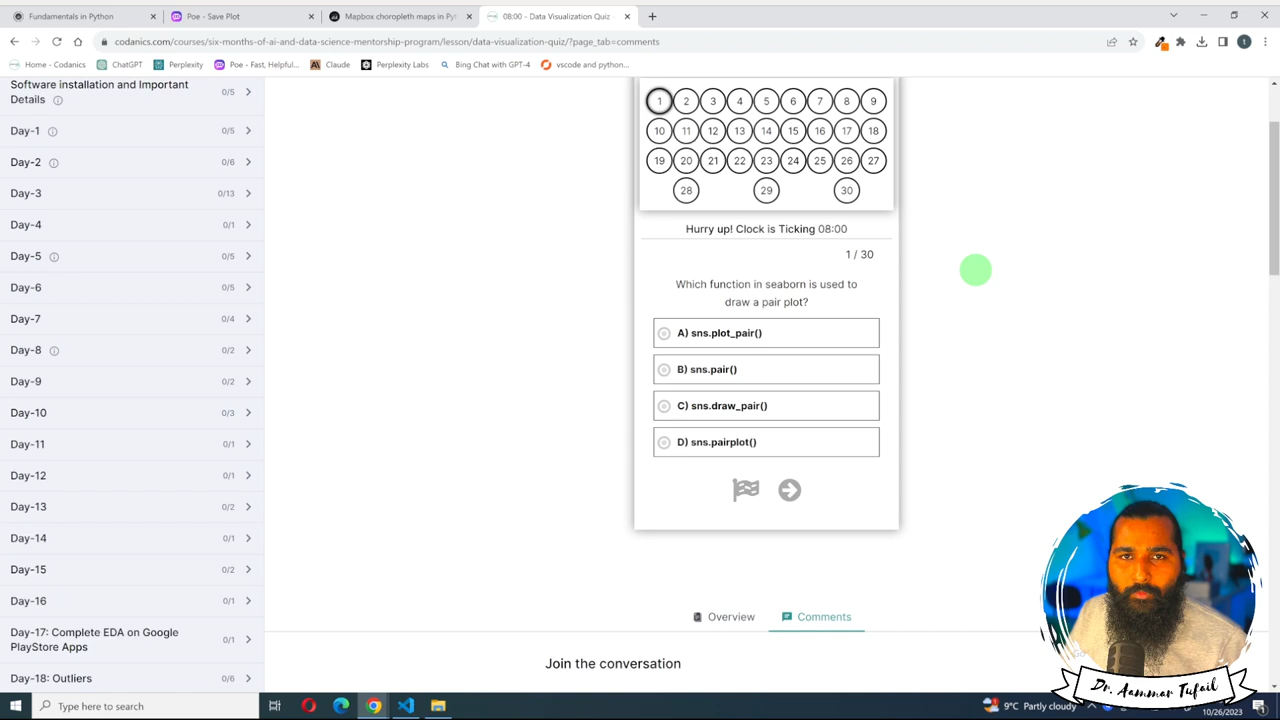 Fundamentals in Python
Poe - Save Plot
Mapbox choropleth maps in Pyt
08:00 - Data Visualization Quiz -
codanics.com/courses/six-months-of-ai-and-data-science-mentorship-program/lesson/data-visualization-quiz/?page_tab=comments
Home - Codanics
ChatGPT
Perplexity
Poe - Fast, Helpful...
Claude
Perplexity Labs
Bing Chat with GPT-4
vscode and python...
Software installation and Important
Details
0/5
Day-1
0/5
Day-2
0/6
Day-3
0/13
Day-4
0/1
Day-5
0/5
Day-6
0/5
Day-7
0/4
Day-8
0/2
Day-9
0/2
Day-10
0/3
Day-11
0/1
Day-12
0/1
Day-13
0/2
Day-14
0/1
Day-15
0/2
Day-16
0/1
Day-17: Complete EDA on Google
PlayStore Apps
0/1
Day-18: Outliers
0/6
1 2 3 4 5 6 7 8 9
10 11 12 13 14 15 16 17 18
19 20 21 22 23 24 25 26 27
28 29 30
Hurry up! Clock is Ticking 08:00
1 / 30
Which function in seaborn is used to
draw a pair plot?
A) sns.plot_pair()
B) sns.pair()
C) sns.draw_pair()
D) sns.pairplot()
Overview
Comments
Join the conversation
Dr. Aammar Tufail
Type here to search
9°C Partly cloudy
10/26/2023